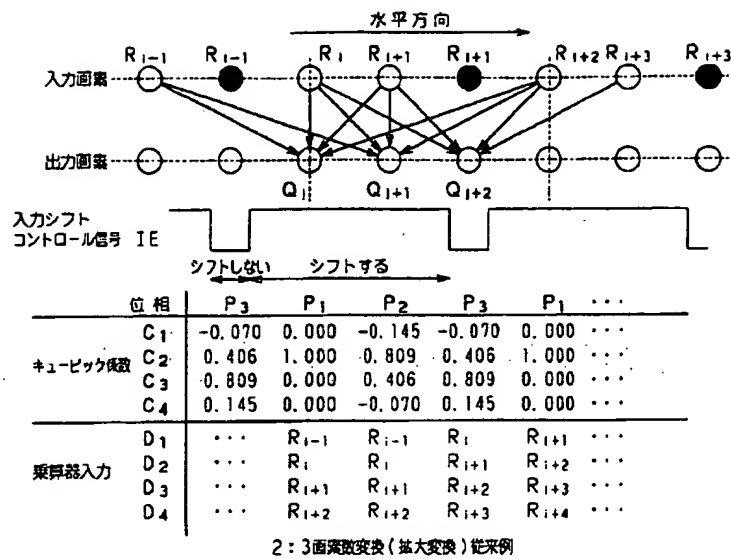 水平方向
R i-1 R i-1 R i R i+1 R i+1 R i+2 R i+3 R i+3
入力画素
出力画素
Q i Q i+1 Q i+2
入力シフト
コントロール信号 IE
シフトしない シフトする
位相 P3 P1 P2 P3 P1 ・・・
キュービック係数
C1 -0.070 0.000 -0.145 -0.070 0.000 ・・・
C2 0.406 1.000 0.809 0.406 1.000 ・・・
C3 0.809 0.000 0.406 0.809 0.000 ・・・
C4 0.145 0.000 -0.070 0.145 0.000 ・・・
乗算器入力
D1 ・・・ R i-1 R i-1 R i R i+1 ・・・
D2 ・・・ R i R i R i+1 R i+2 ・・・
D3 ・・・ R i+1 R i+1 R i+2 R i+3 ・・・
D4 ・・・ R i+2 R i+2 R i+3 R i+4 ・・・
2:3画素数変換(拡大変換)従来例